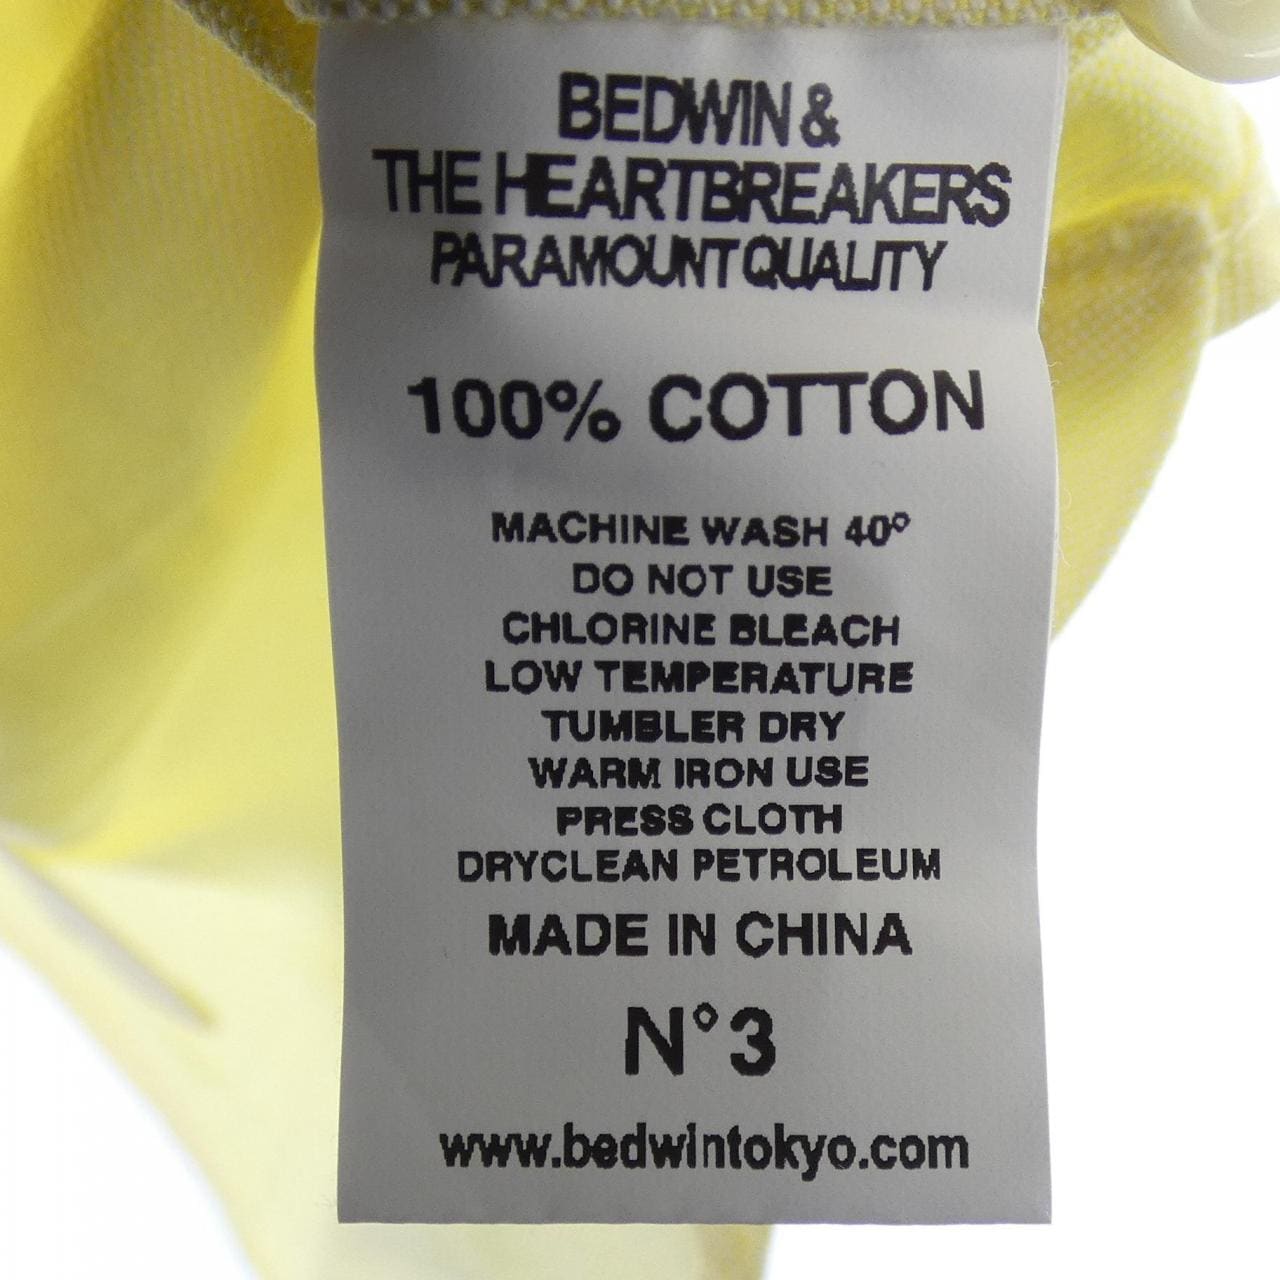 BEDWIN &
THE HEARTBREAKERS
PARAMOUNT QUALITY
100% COTTON
MACHINE WASH 40°
DO NOT USE
CHLORINE BLEACH
LOW TEMPERATURE
TUMBLER DRY
WARM IRON USE
PRESS CLOTH
DRYCLEAN PETROLEUM
MADE IN CHINA
N°3
www.bedwintokyo.com